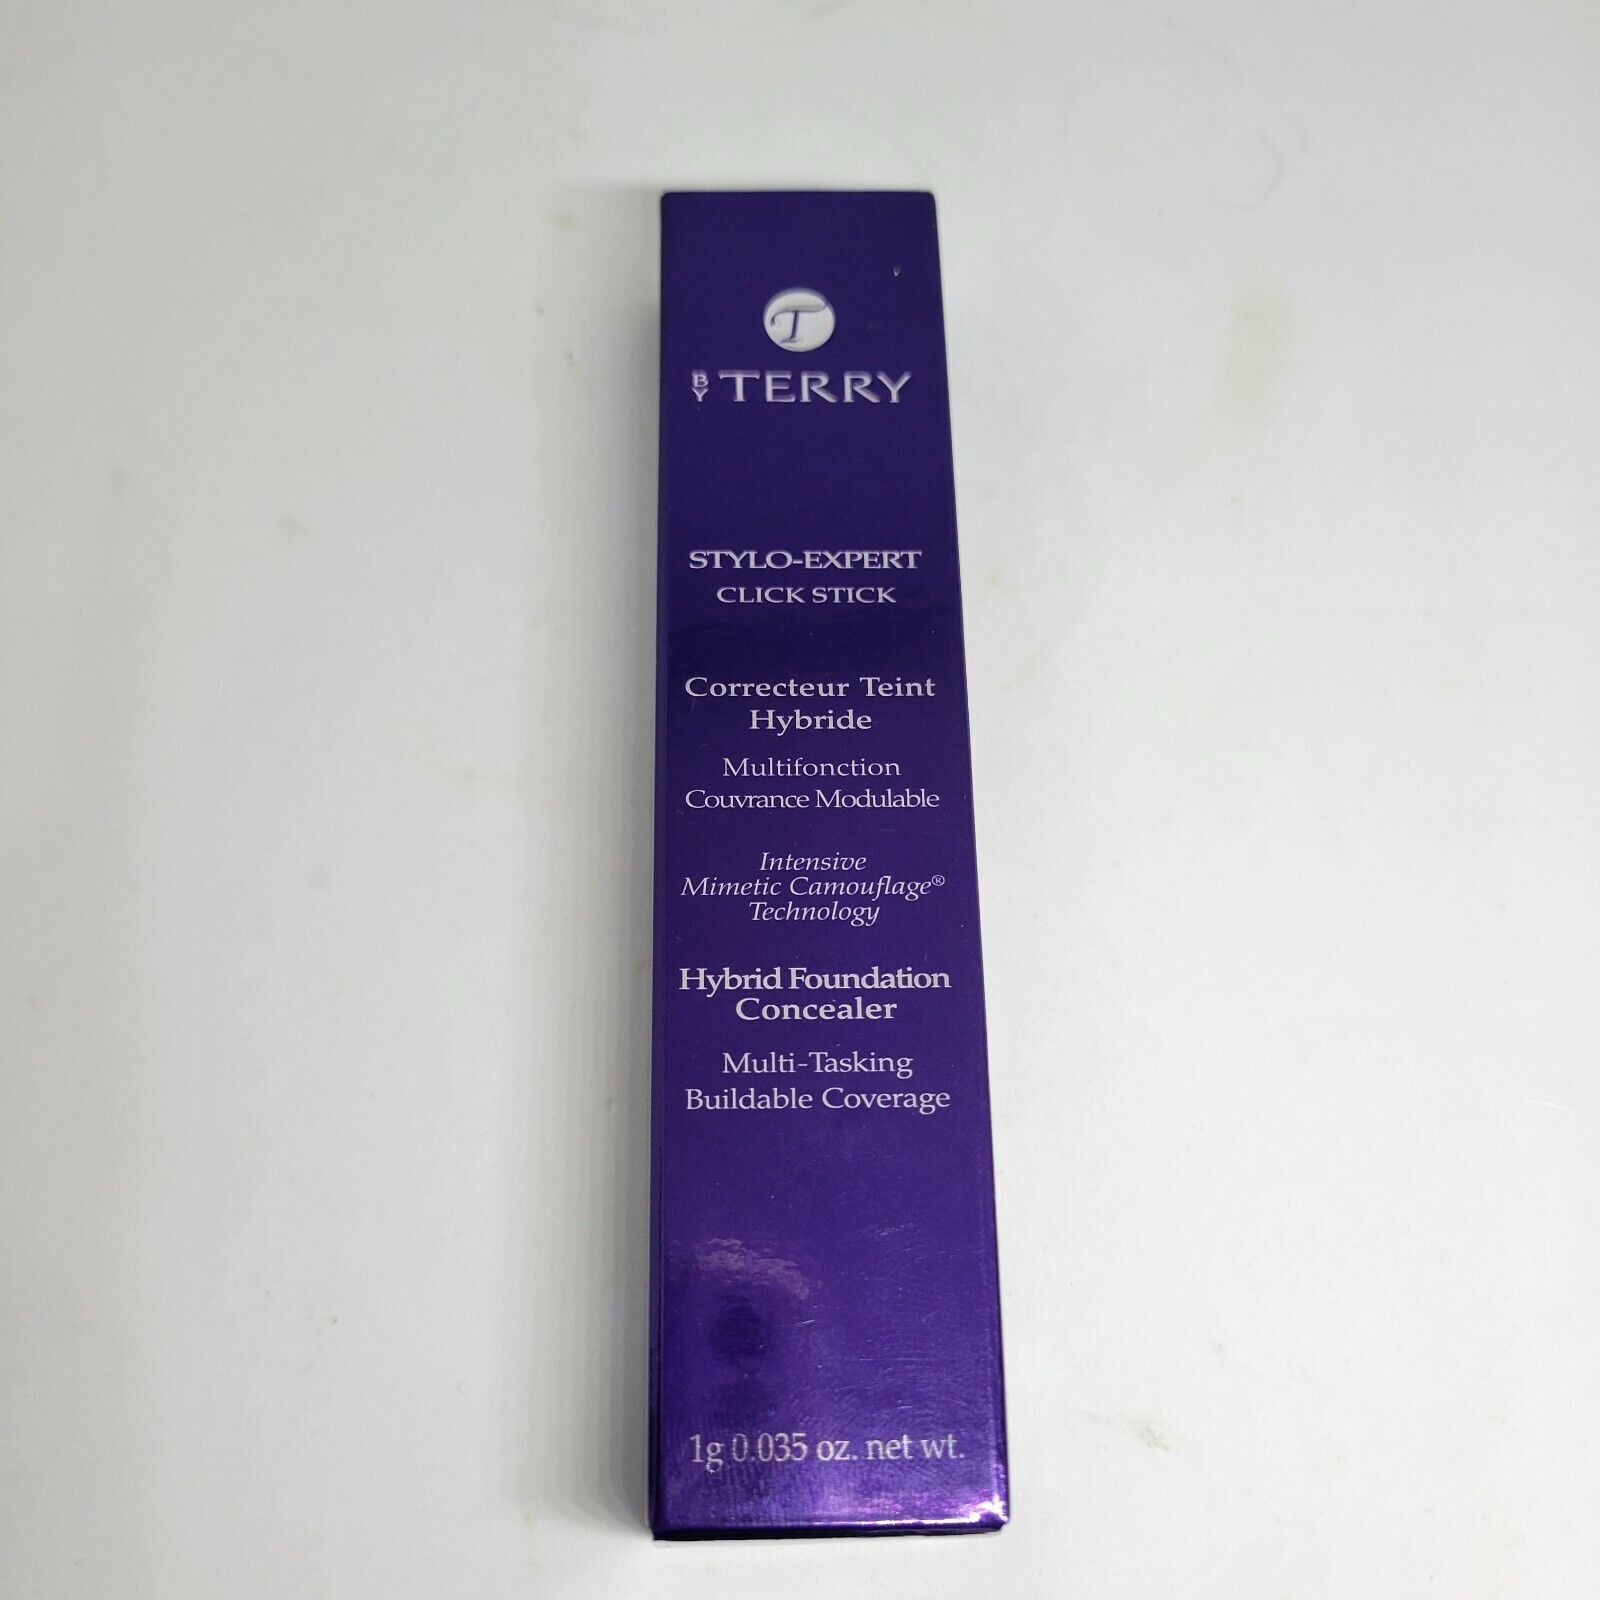 T
BY TERRY
STYLO-EXPERT
CLICK STICK
Correcteur Teint
Hybride
Multifonction
Couvrance Modulable
Intensive
Mimetic Camouflage®
Technology
Hybrid Foundation
Concealer
Multi-Tasking
Buildable Coverage
1g 0.035 oz. net wt.